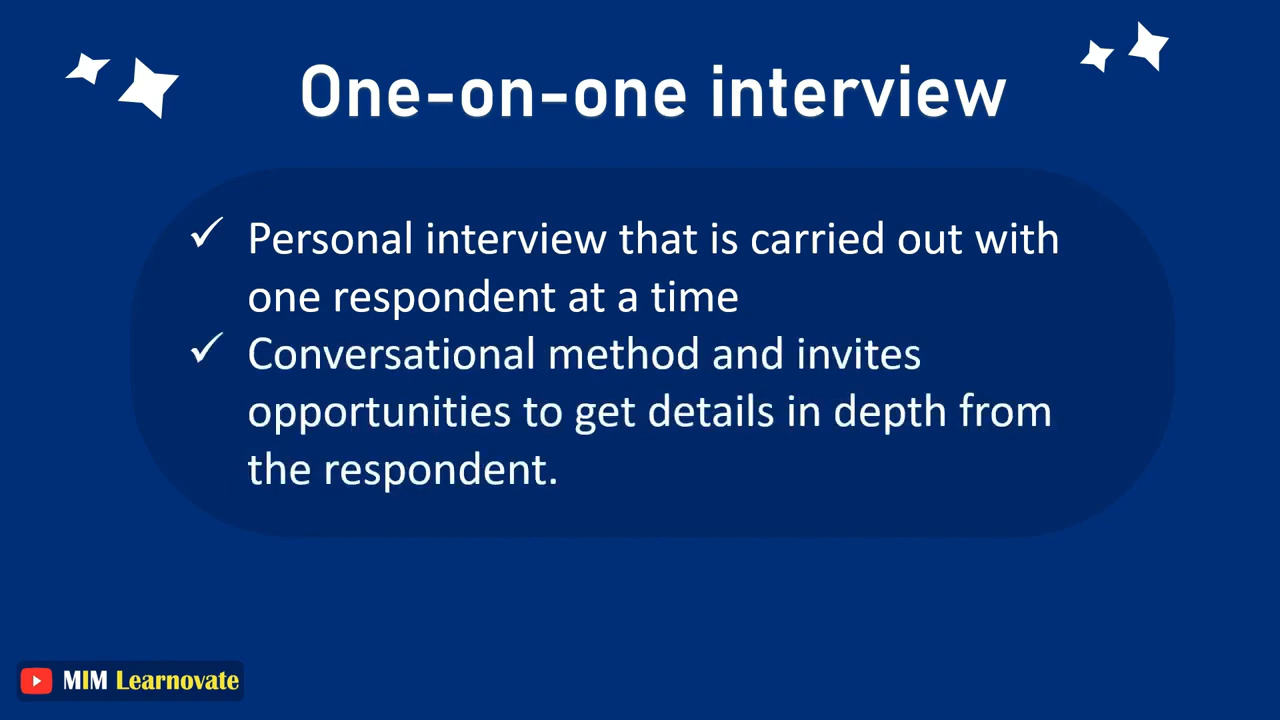 One-on-one interview
✓ Personal interview that is carried out with
one respondent at a time
✓ Conversational method and invites
opportunities to get details in depth from
the respondent.
MIM Learnovate